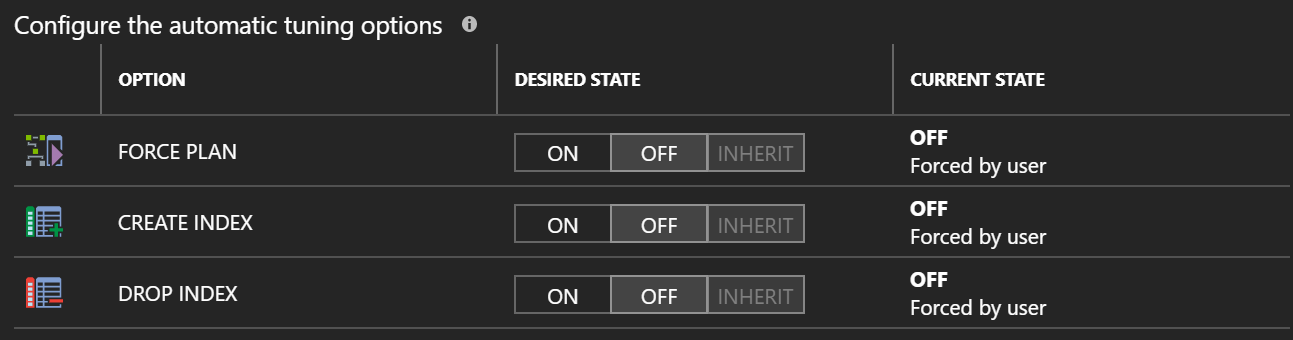 Configure the automatic tuning options
OPTION DESIRED STATE CURRENT STATE
FORCE PLAN ON OFF INHERIT OFF
Forced by user
CREATE INDEX ON OFF INHERIT OFF
Forced by user
DROP INDEX ON OFF INHERIT OFF
Forced by user